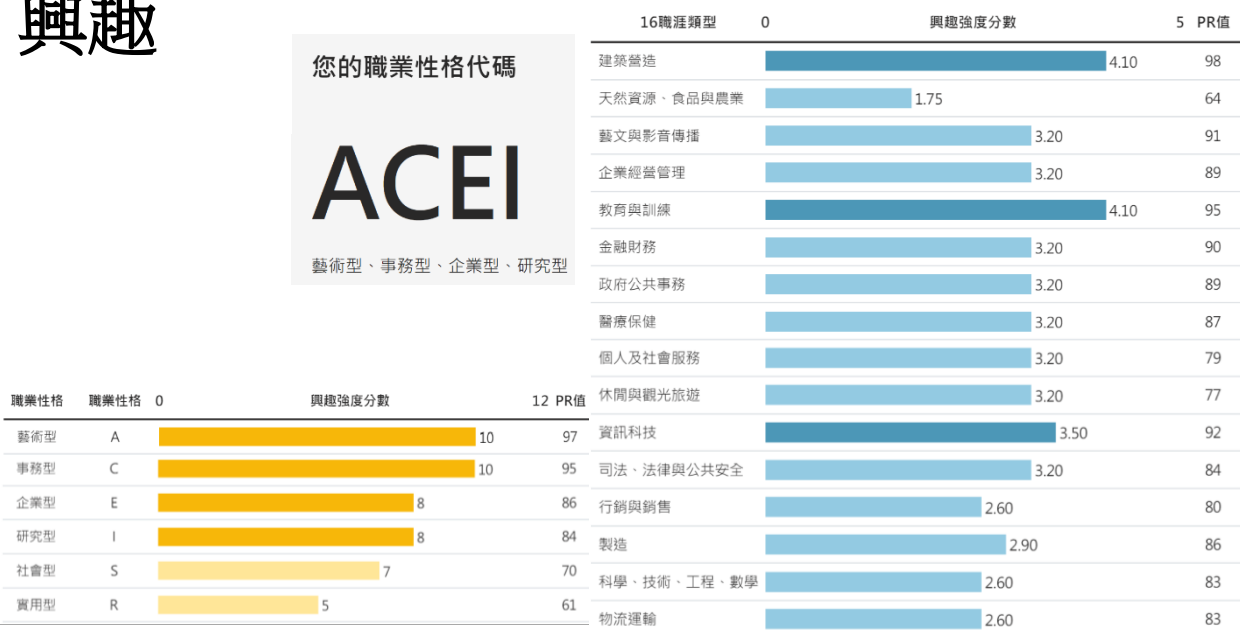 興趣
您的職業性格代碼
ACEI
藝術型、事務型、企業型、研究型
職業性格 職業性格 0 興趣強度分數 12 PR值
藝術型 A 10 97
事務型 C 10 95
企業型 E 8 86
研究型 I 8 84
社會型 S 7 70
實用型 R 5 61
16職涯類型 0 興趣強度分數 5 PR值
建築營造 4.10 98
天然資源、食品與農業 1.75 64
藝文與影音傳播 3.20 91
企業經營管理 3.20 89
教育與訓練 4.10 95
金融財務 3.20 90
政府公共事務 3.20 89
醫療保健 3.20 87
個人及社會服務 3.20 79
休閒與觀光旅遊 3.20 77
資訊科技 3.50 92
司法、法律與公共安全 3.20 84
行銷與銷售 2.60 80
製造 2.90 86
科學、技術、工程、數學 2.60 83
物流運輸 2.60 83